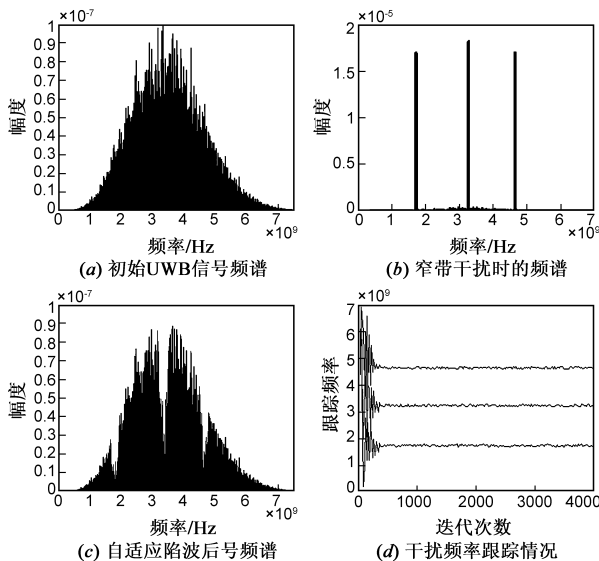 ×10⁻⁷
1
0.9
0.8
0.7
0.6
0.5
0.4
0.3
0.2
0.1
0
幅度
0 1 2 3 4 5 6 7
×10⁹
频率/Hz
(a) 初始UWB信号频谱
×10⁻⁵
2
1.5
1
0.5
0
幅度
0 1 2 3 4 5 6 7
×10⁹
频率/Hz
(b) 窄带干扰时的频谱
×10⁻⁷
1
0.9
0.8
0.7
0.6
0.5
0.4
0.3
0.2
0.1
0
幅度
0 1 2 3 4 5 6 7
×10⁹
频率/Hz
(c) 自适应陷波后号频谱
×10⁹
7
6
5
4
3
2
1
0
跟踪频率
0 1000 2000 3000 4000
迭代次数
(d) 干扰频率跟踪情况